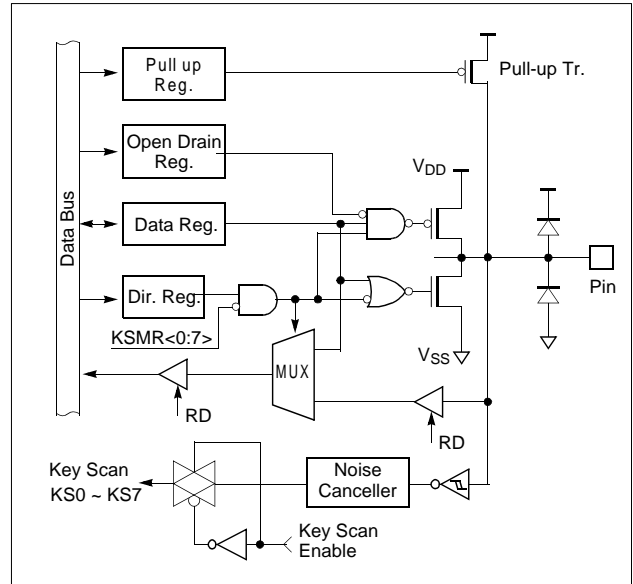 Pull up
Reg.
Pull-up Tr.
Open Drain
Reg.
VDD
Data Bus
Data Reg.
Dir. Reg.
Pin
KSMR<0:7>
MUX
VSS
RD
RD
Key Scan
KS0 ~ KS7
Noise
Canceller
Key Scan
Enable